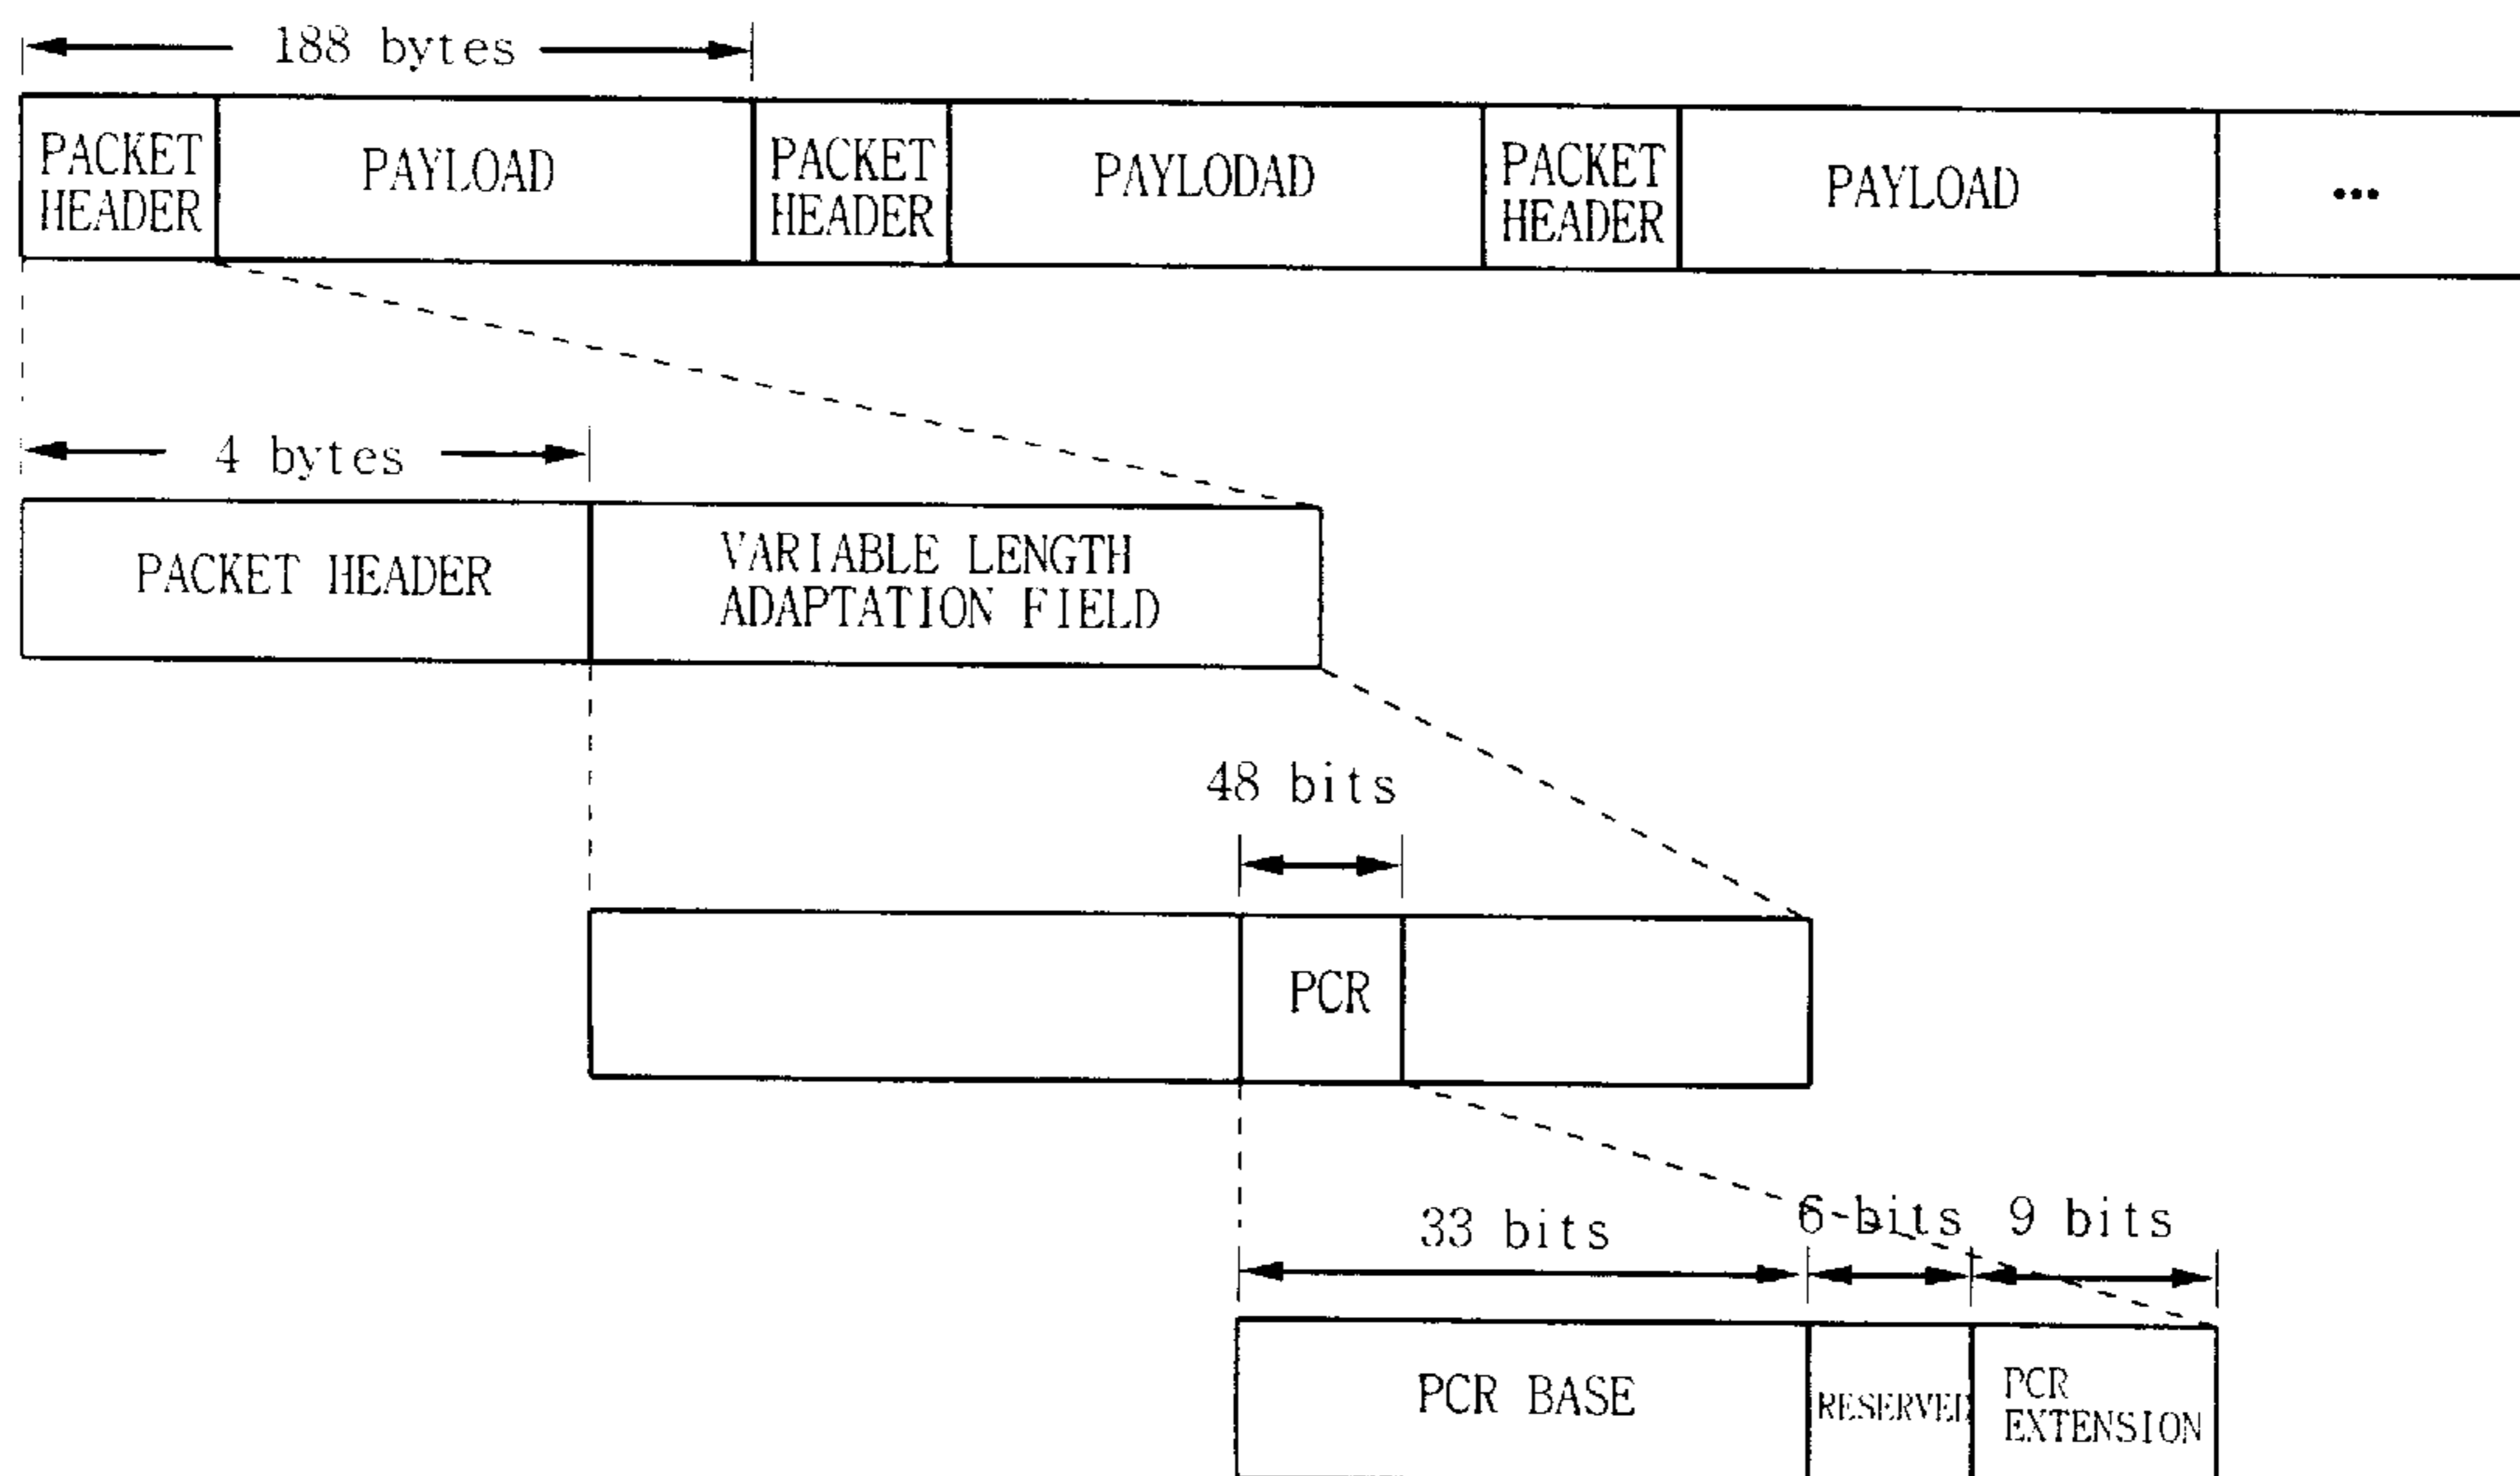 188 bytes
PACKET
HEADER
PAYLOAD
PACKET
HEADER
PAYLODAD
PACKET
HEADER
PAYLOAD
...
4 bytes
PACKET HEADER
VARIABLE LENGTH
ADAPTATION FIELD
48 bits
PCR
33 bits
6 bits
9 bits
PCR BASE
RESERVED
PCR
EXTENSION